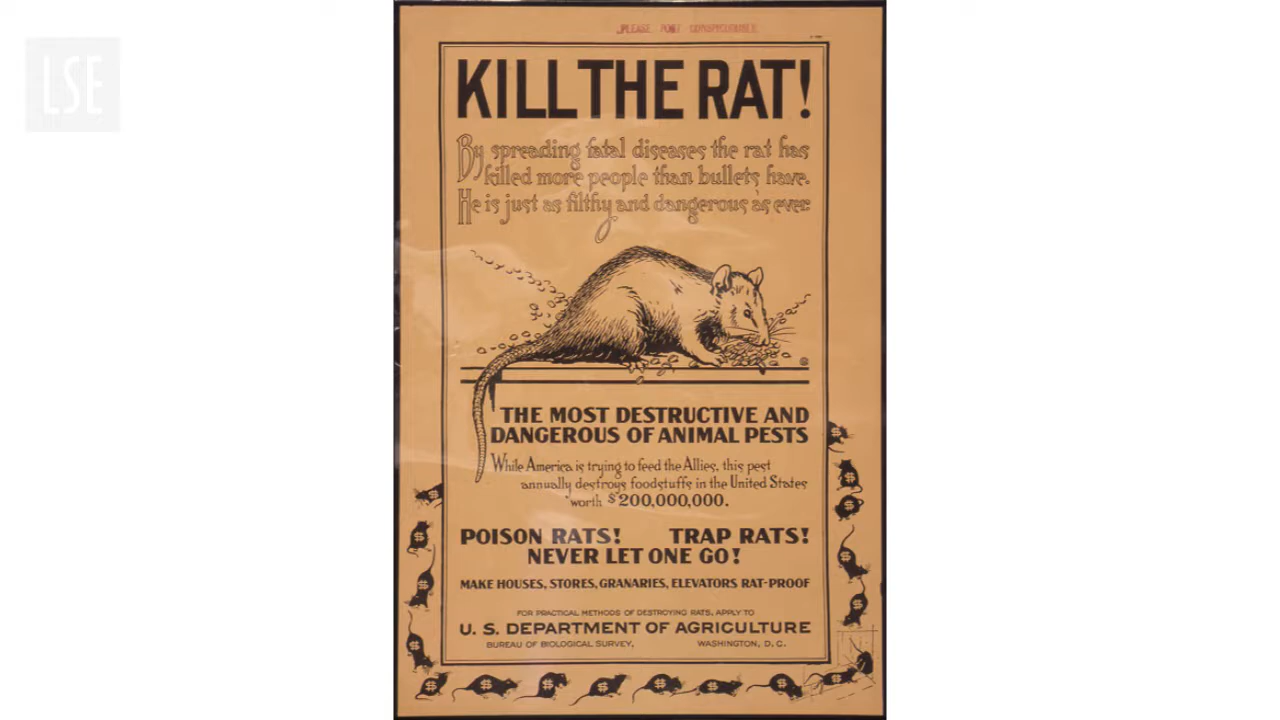 LSE
PLEASE POST CONSPICUOUSLY
KILL THE RAT!
By spreading fatal diseases the rat has
killed more people than bullets have.
He is just as filthy and dangerous as ever
THE MOST DESTRUCTIVE AND
DANGEROUS OF ANIMAL PESTS
While America is trying to feed the Allies, this pest
annually destroys foodstuffs in the United States
worth $200,000,000.
POISON RATS! TRAP RATS!
NEVER LET ONE GO!
MAKE HOUSES, STORES, GRANARIES, ELEVATORS RAT-PROOF
FOR PRACTICAL METHODS OF DESTROYING RATS, APPLY TO
U. S. DEPARTMENT OF AGRICULTURE
BUREAU OF BIOLOGICAL SURVEY, WASHINGTON, D. C.